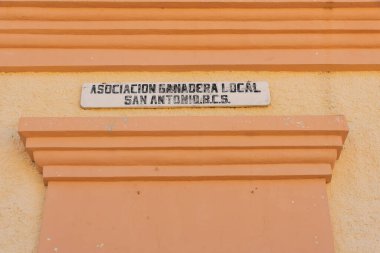 ASOCIACION GANADERA LOCAL
SAN ANTONIO.B.C.S.